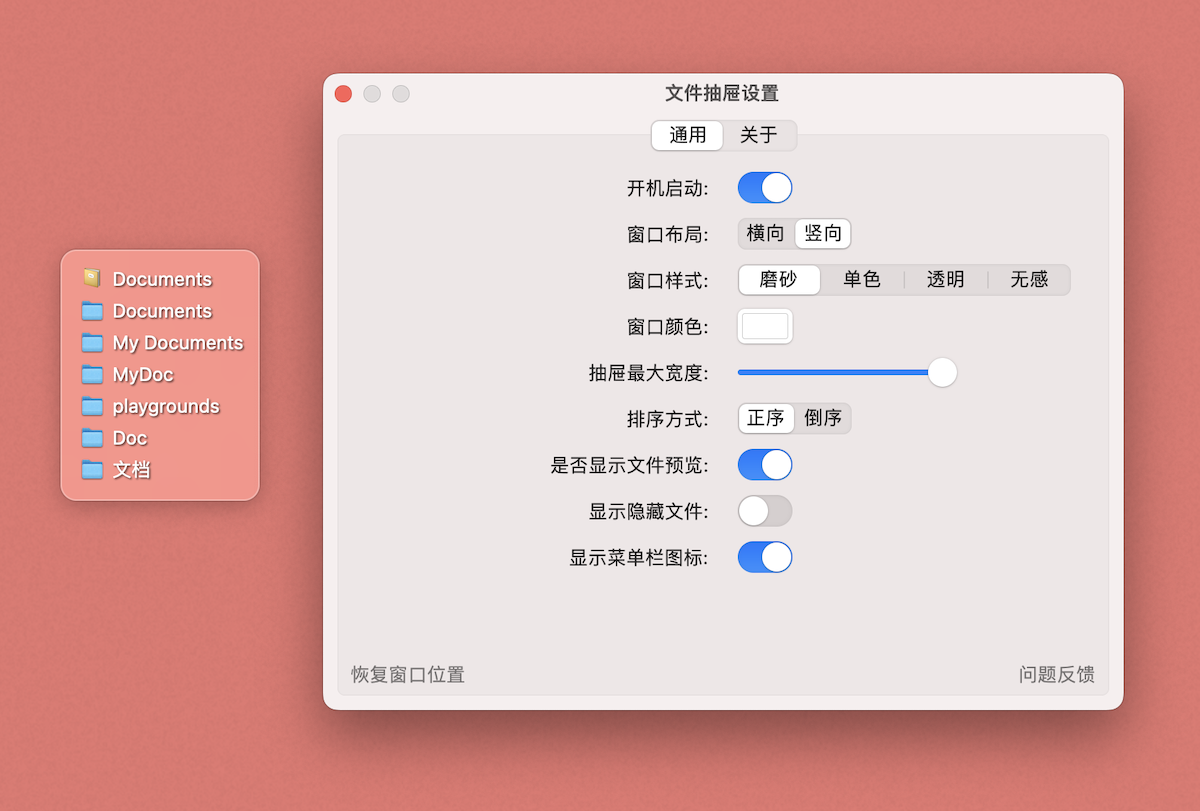 Documents
Documents
My Documents
MyDoc
playgrounds
Doc
文档
文件抽屉设置
通用 关于
开机启动:
窗口布局: 横向 竖向
窗口样式: 磨砂 单色 透明 无感
窗口颜色:
抽屉最大宽度:
排序方式: 正序 倒序
是否显示文件预览:
显示隐藏文件:
显示菜单栏图标:
恢复窗口位置 问题反馈